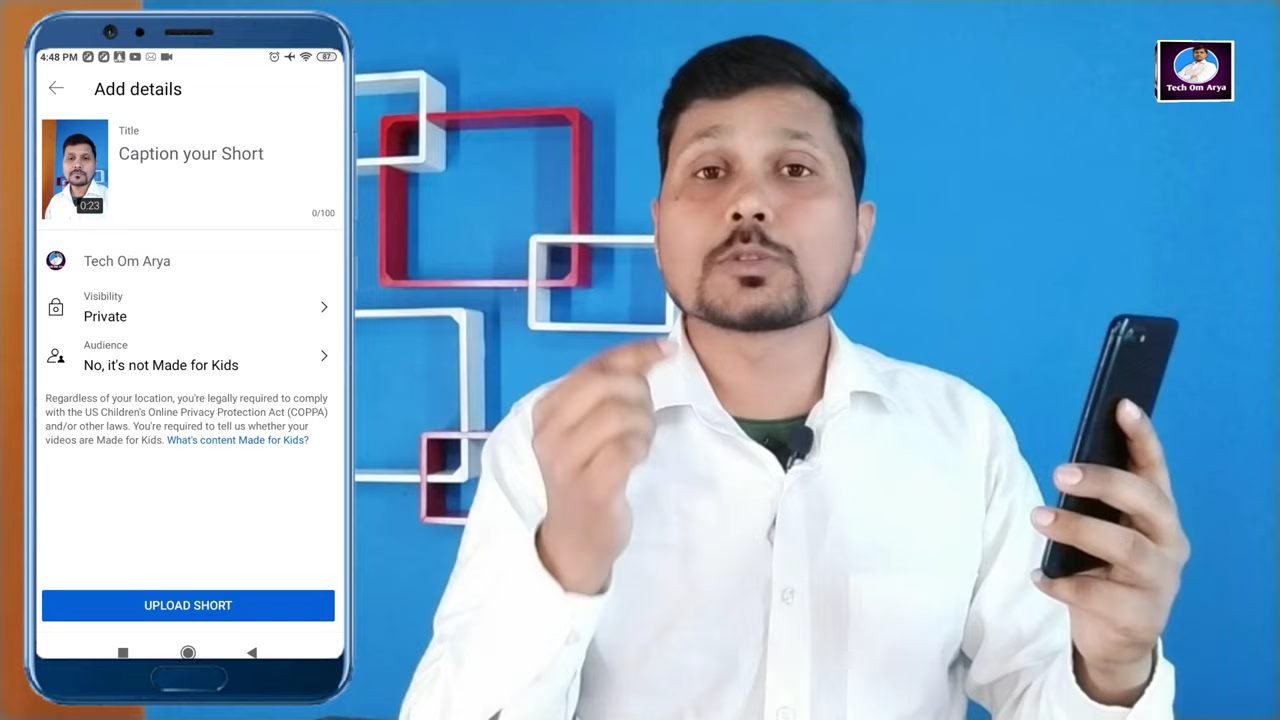 4:48 PM
87
Add details
Title
Caption your Short
0:23
0/100
Tech Om Arya
Visibility
Private
Audience
No, it's not Made for Kids
Regardless of your location, you're legally required to comply
with the US Children's Online Privacy Protection Act (COPPA)
and/or other laws. You're required to tell us whether your
videos are Made for Kids. What's content Made for Kids?
UPLOAD SHORT
Tech Om Arya